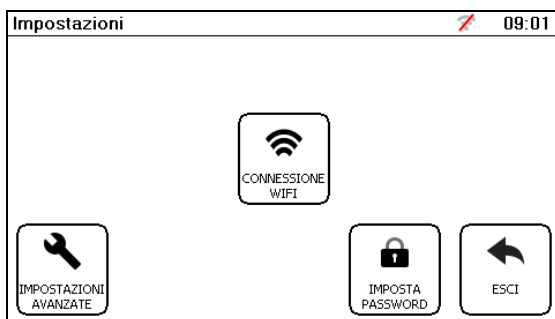 Impostazioni 09:01
CONNESSIONE
WIFI
IMPOSTAZIONI
AVANZATE
IMPOSTA
PASSWORD
ESCI